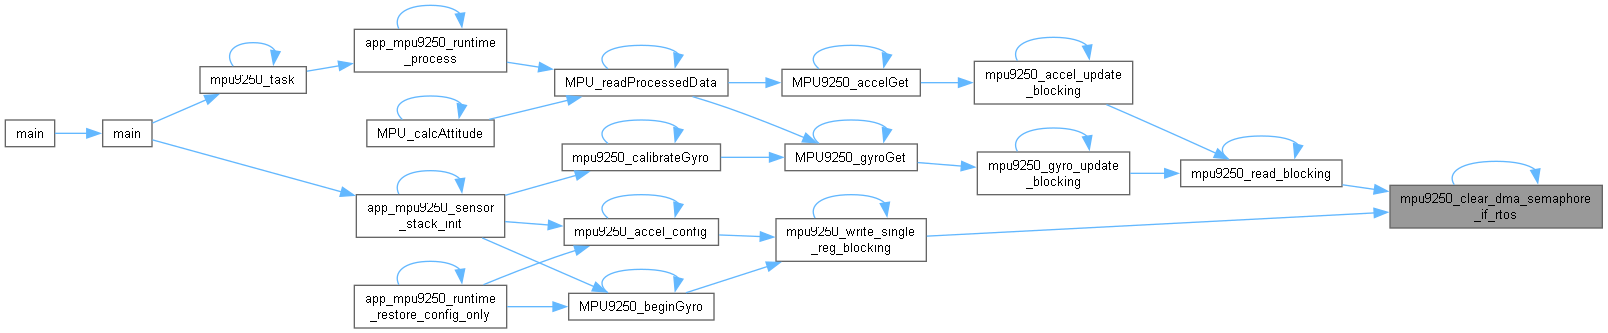 main
main
mpu9250_task
app_mpu9250_runtime
_process
MPU_calcAttitude
app_mpu9250_sensor
_stack_init
app_mpu9250_runtime
_restore_config_only
MPU_readProcessedData
mpu9250_calibrateGyro
mpu9250_accel_config
MPU9250_beginGyro
MPU9250_accelGet
MPU9250_gyroGet
mpu9250_write_single
_reg_blocking
mpu9250_accel_update
_blocking
mpu9250_gyro_update
_blocking
mpu9250_read_blocking
mpu9250_clear_dma_semaphore
_if_rtos